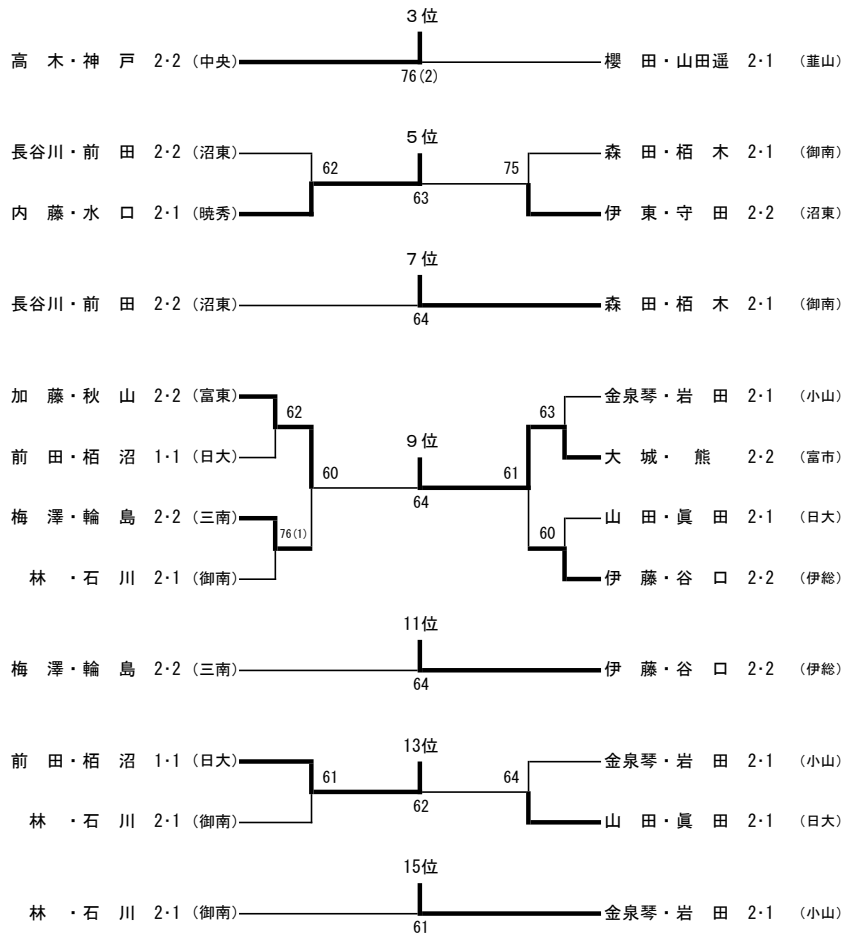 3位
高　木・神　戸 2・2 (中央) 櫻　田・山田遥 2・1 (韮山)
76(2)
長谷川・前　田 2・2 (沼東) 5位 森　田・栢　木 2・1 (御南)
62 75
63
内　藤・水　口 2・1 (暁秀) 伊　東・守　田 2・2 (沼東)
7位
長谷川・前　田 2・2 (沼東) 森　田・栢　木 2・1 (御南)
64
加　藤・秋　山 2・2 (富東) 金泉琴・岩　田 2・1 (小山)
62 63
9位
前　田・栢　沼 1・1 (日大) 大　城・　熊 2・2 (富市)
60 61
64
梅　澤・輪　島 2・2 (三南) 山　田・眞　田 2・1 (日大)
76(1) 60
林　・石　川 2・1 (御南) 伊　藤・谷　口 2・2 (伊総)
11位
梅　澤・輪　島 2・2 (三南) 伊　藤・谷　口 2・2 (伊総)
64
13位
前　田・栢　沼 1・1 (日大) 金泉琴・岩　田 2・1 (小山)
61 64
62
林　・石　川 2・1 (御南) 山　田・眞　田 2・1 (日大)
15位
林　・石　川 2・1 (御南) 金泉琴・岩　田 2・1 (小山)
61